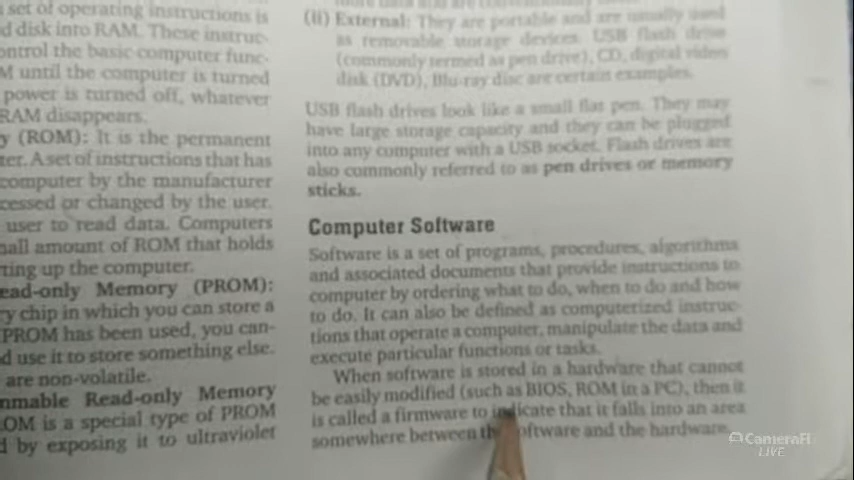 set of operating instructions is
d disk into RAM. These instruc-
ontrol the basic computer func-
M until the computer is turned
power is turned off, whatever
RAM disappears.
y (ROM): It is the permanent
ter. A set of instructions that has
computer by the manufacturer
cessed or changed by the user.
user to read data. Computers
nall amount of ROM that holds
rting up the computer.
ead-only Memory (PROM):
ry chip in which you can store a
PROM has been used, you can-
d use it to store something else.
are non-volatile.
mmable Read-only Memory
OM is a special type of PROM
d by exposing it to ultraviolet
(ii) External: They are portable and are usually used
as removable storage devices. USB flash drive
(commonly termed as pen drive), CD, digital video
disk (DVD), Blu-ray disc are certain examples.
USB flash drives look like a small flat pen. They may
have large storage capacity and they can be plugged
into any computer with a USB socket. Flash drives are
also commonly referred to as pen drives or memory
sticks.
Computer Software
Software is a set of programs, procedures, algorithms
and associated documents that provide instructions to
computer by ordering what to do, when to do and how
to do. It can also be defined as computerized instruc-
tions that operate a computer, manipulate the data and
execute particular functions or tasks.
When software is stored in a hardware that cannot
be easily modified (such as BIOS, ROM in a PC), then it
is called a firmware to indicate that it falls into an area
somewhere between the software and the hardware.
CameraFi
LIVE